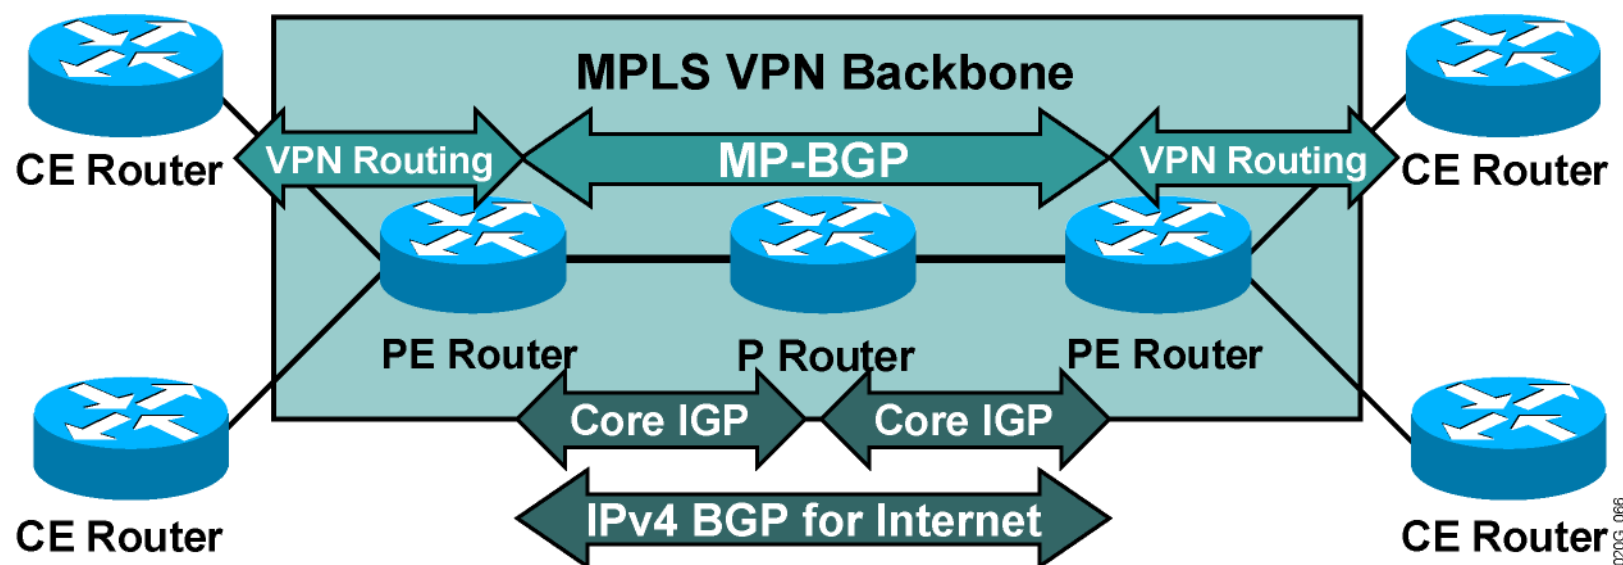 MPLS VPN Backbone
CE Router
VPN Routing
MP-BGP
VPN Routing
CE Router
PE Router
P Router
PE Router
Core IGP
Core IGP
CE Router
IPv4 BGP for Internet
CE Router
020G_066